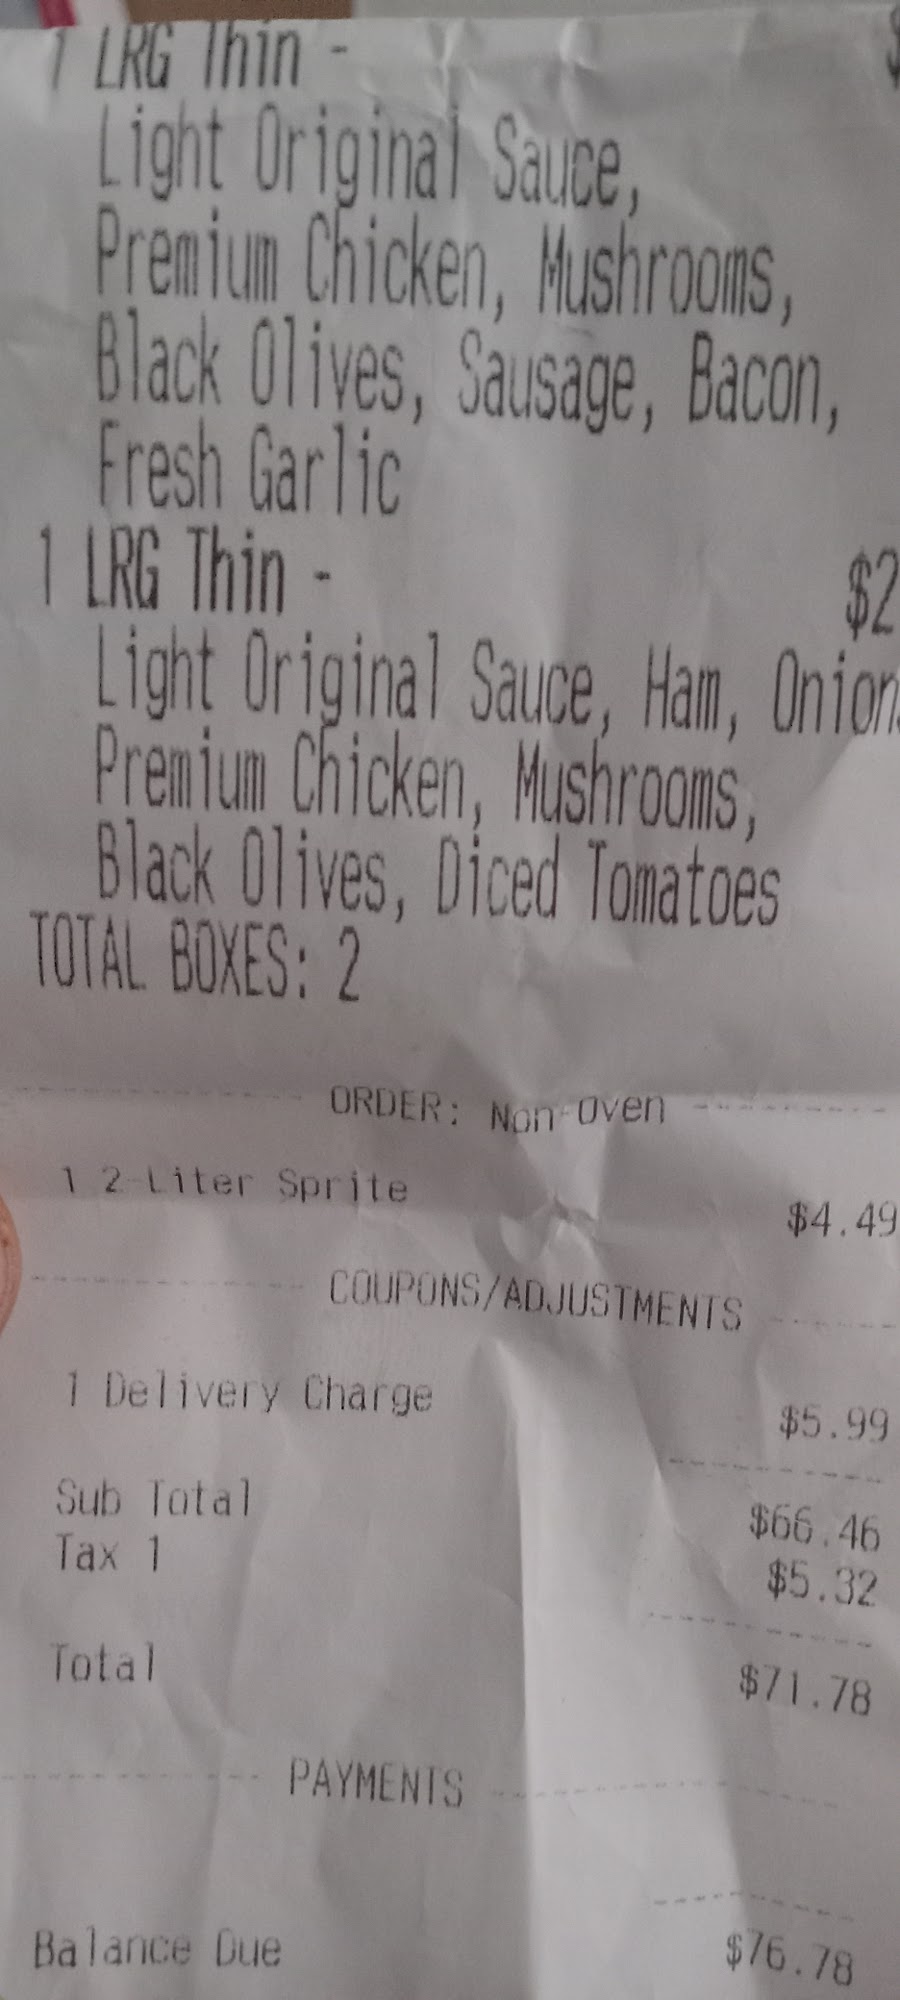 1 LRG Thin - $
Light Original Sauce,
Premium Chicken, Mushrooms,
Black Olives, Sausage, Bacon,
Fresh Garlic
1 LRG Thin - $2
Light Original Sauce, Ham, Onion
Premium Chicken, Mushrooms,
Black Olives, Diced Tomatoes
TOTAL BOXES: 2
ORDER: Non-Oven
1 2-Liter Sprite $4.49
COUPONS/ADJUSTMENTS
1 Delivery Charge $5.99
Sub Total $66.46
Tax 1 $5.32
Total $71.78
PAYMENTS
Balance Due $76.78